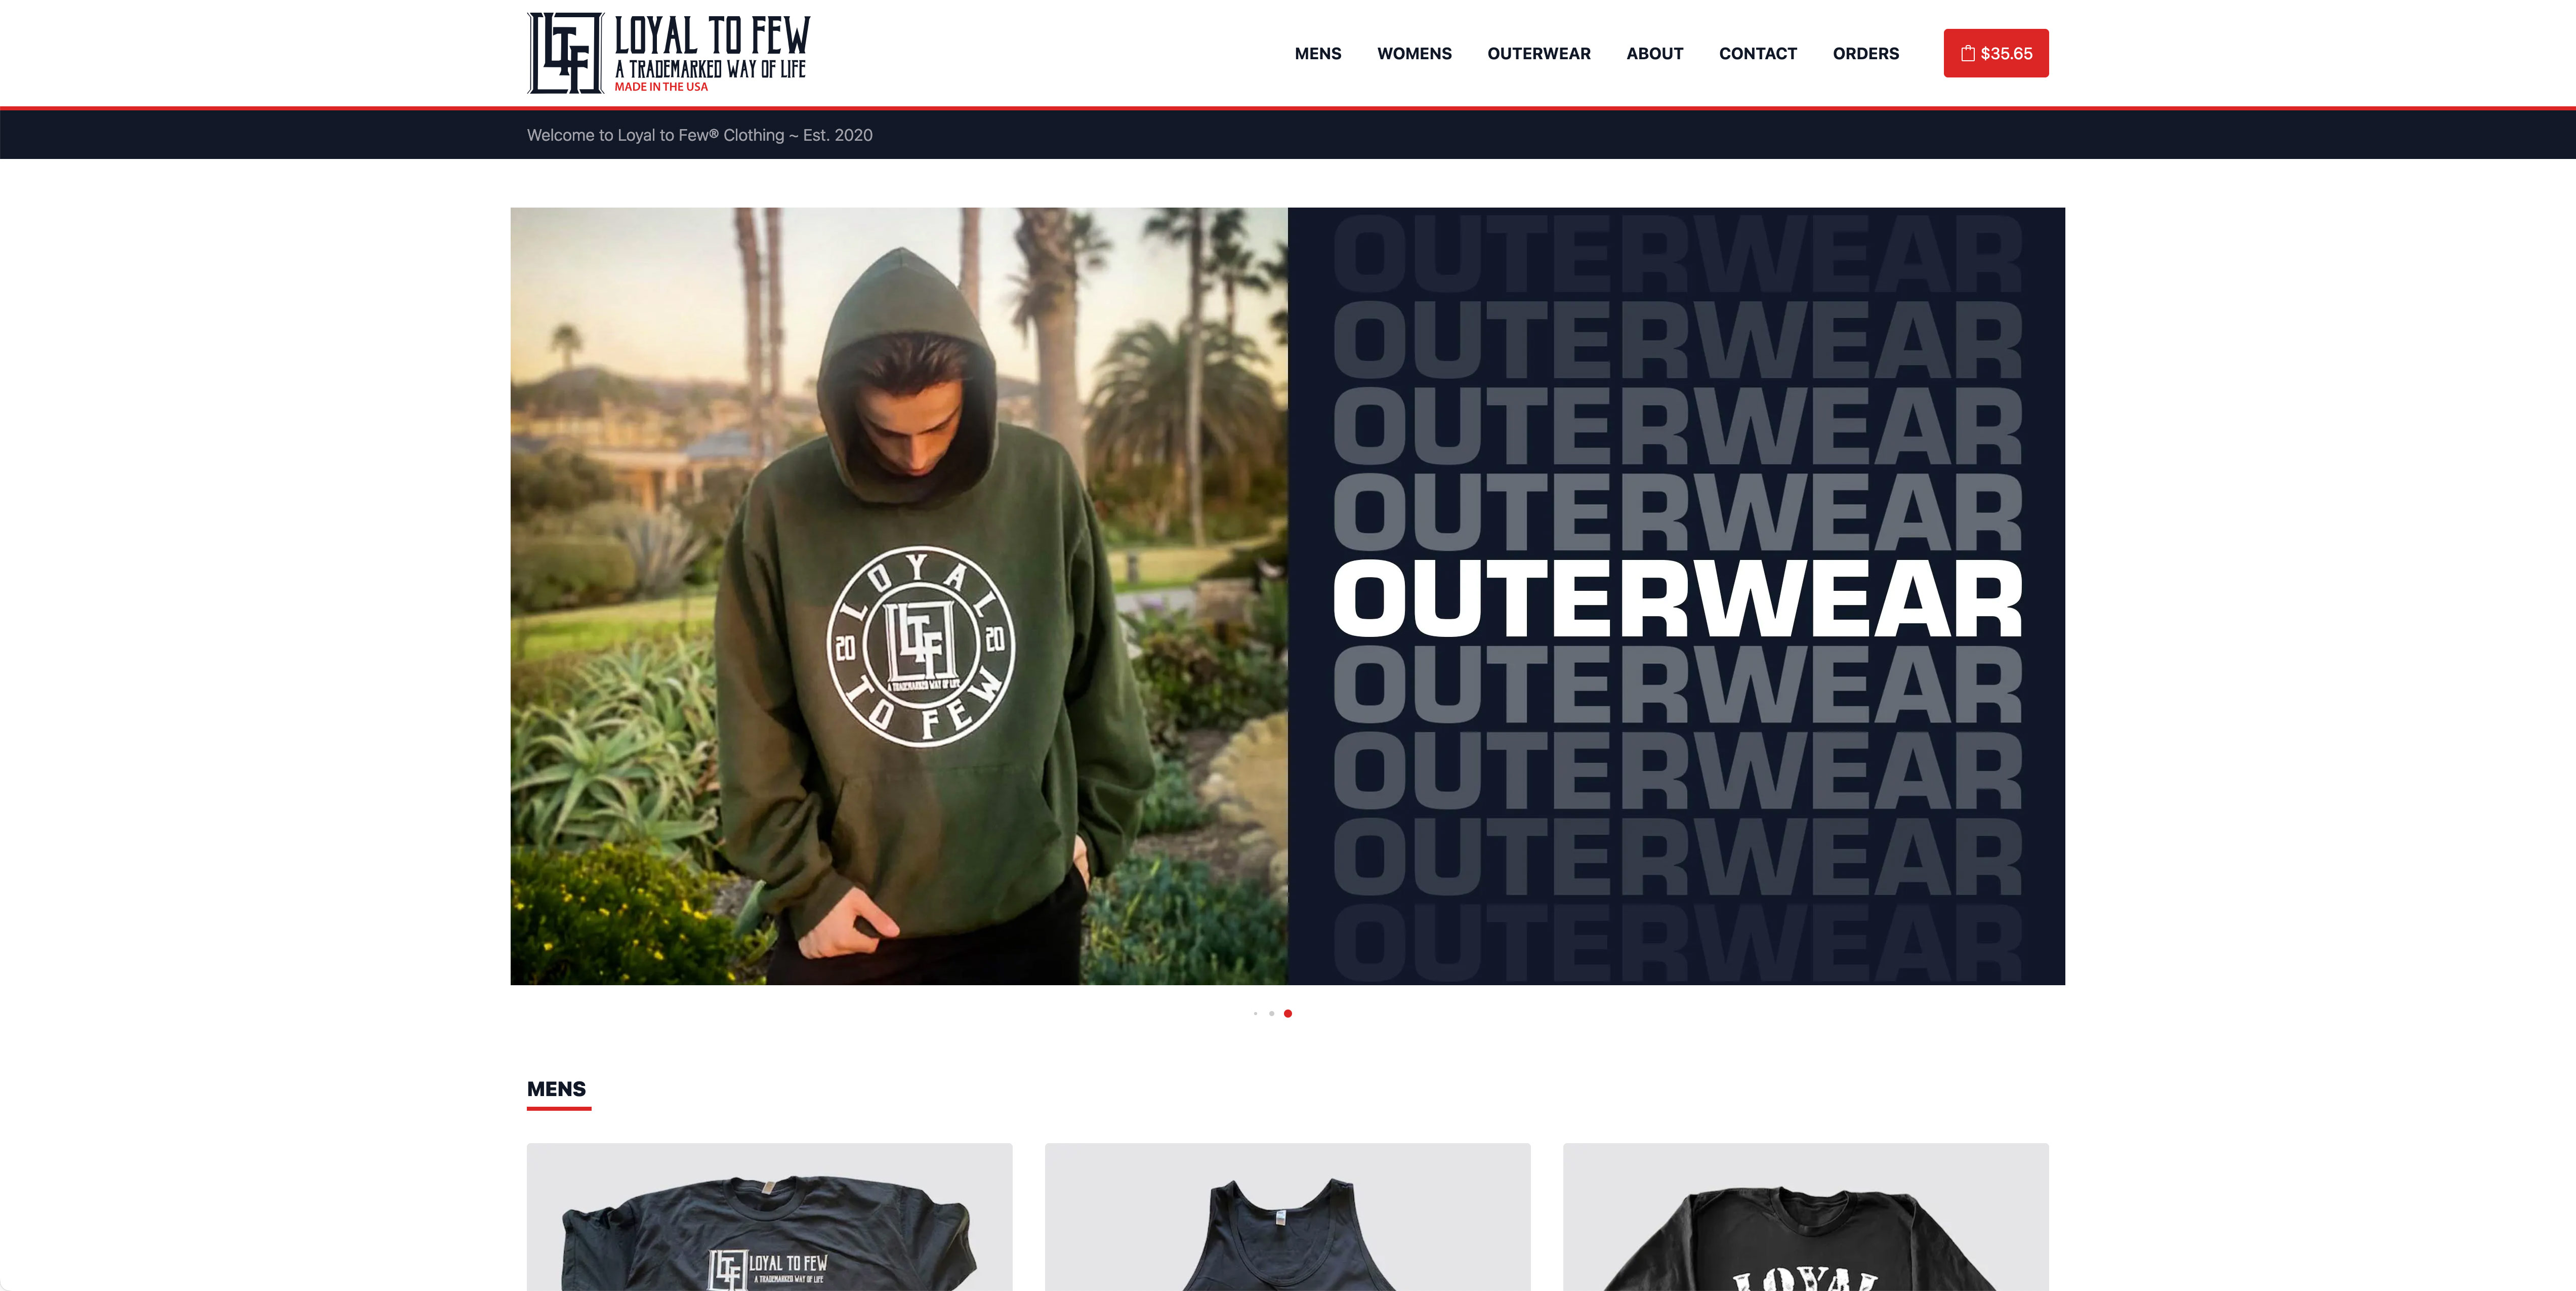 LTF
LOYAL TO FEW
A TRADEMARKED WAY OF LIFE
MADE IN THE USA
MENS WOMENS OUTERWEAR ABOUT CONTACT ORDERS $35.65
Welcome to Loyal to Few® Clothing ~ Est. 2020
LOYAL
20 LTF 20
A TRADEMARKED WAY OF LIFE
TO FEW
OUTERWEAR
OUTERWEAR
OUTERWEAR
OUTERWEAR
OUTERWEAR
OUTERWEAR
OUTERWEAR
OUTERWEAR
OUTERWEAR
MENS
LTF LOYAL TO FEW
A TRADEMARKED WAY OF LIFE
LOYAL